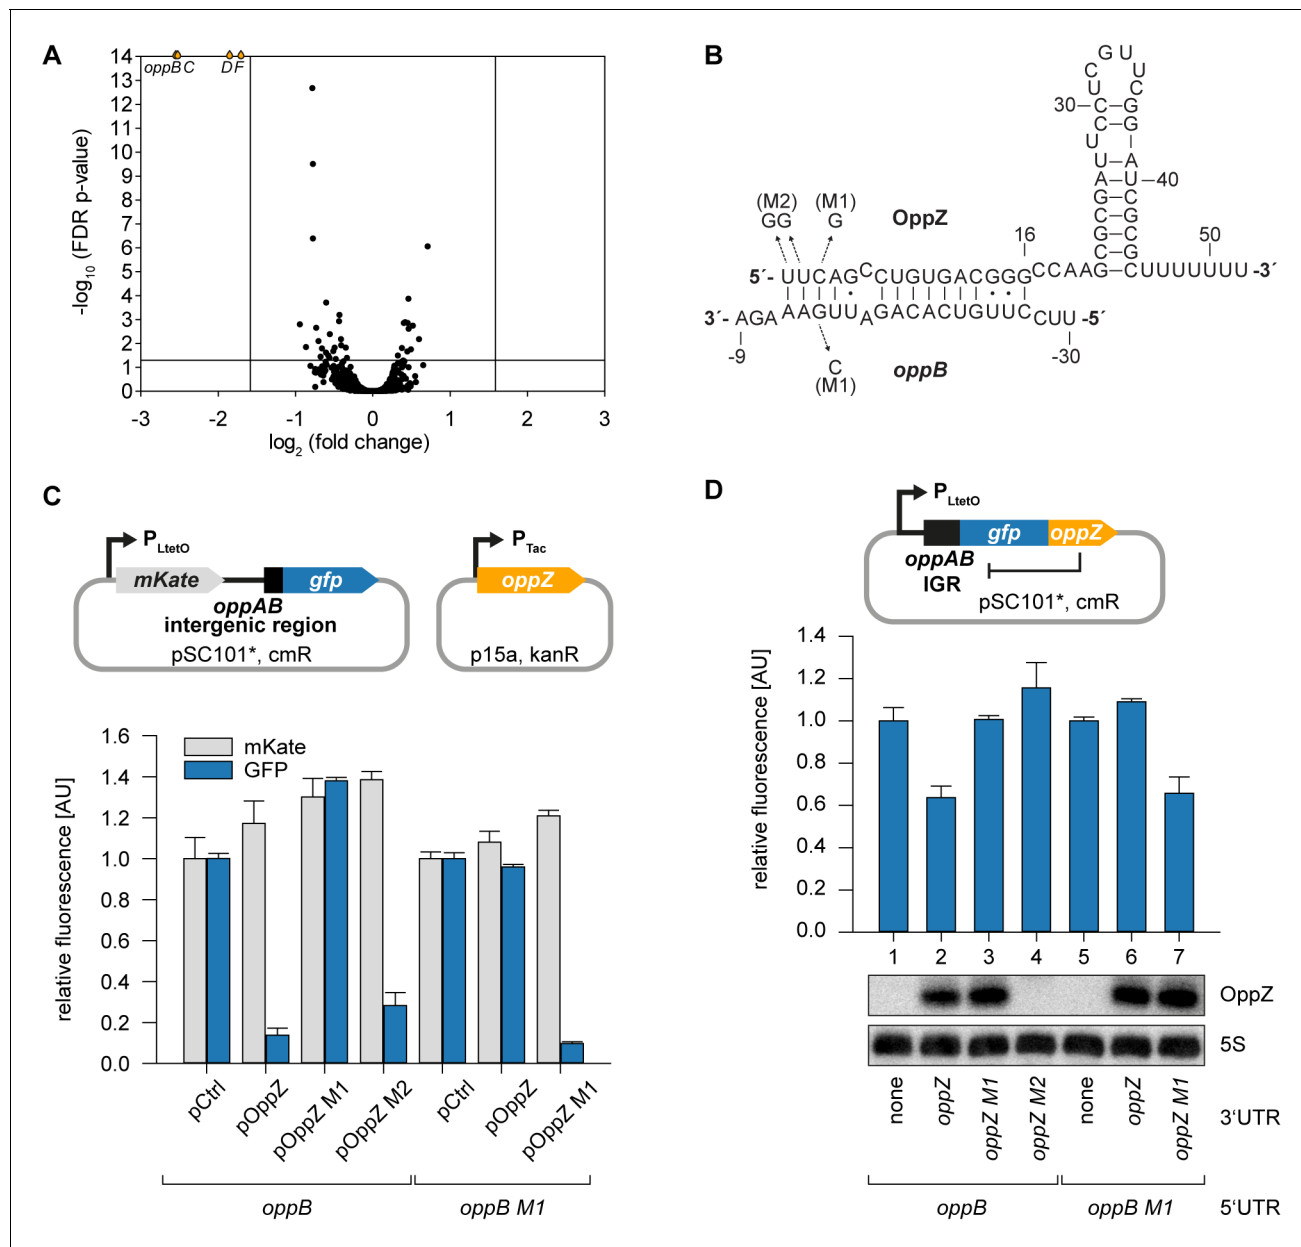 A
14
13
12
11
10
9
8
7
6
5
4
3
2
1
0
-log10 (FDR p-value)
oppB C D F
-3 -2 -1 0 1 2 3
log2 (fold change)
B
(M2) (M1)
GG G
OppZ
16
30
40
50
5´- UUCAGCCUGUGACGGGCCAAGCGCGAUUCCUCGUUCGGAUCGCGCUUUUUUU -3´
3´- AGAAAGUUAGACACUGUUCCUU -5´
-9
-30
C
(M1)
oppB
C
PLtetO
mKate
gfp
oppAB
intergenic region
pSC101*, cmR
PTac
oppZ
p15a, kanR
relative fluorescence [AU]
1.6
1.4
1.2
1.0
0.8
0.6
0.4
0.2
0.0
mKate
GFP
pCtrl
pOppZ
pOppZ M1
pOppZ M2
pCtrl
pOppZ
pOppZ M1
oppB
oppB M1
D
PLtetO
gfp
oppZ
oppAB
IGR
pSC101*, cmR
relative fluorescence [AU]
1.4
1.2
1.0
0.8
0.6
0.4
0.2
0.0
1 2 3 4 5 6 7
OppZ
5S
none
oppZ
oppZ M1
oppZ M2
none
oppZ
oppZ M1
3‘UTR
oppB
oppB M1
5'UTR